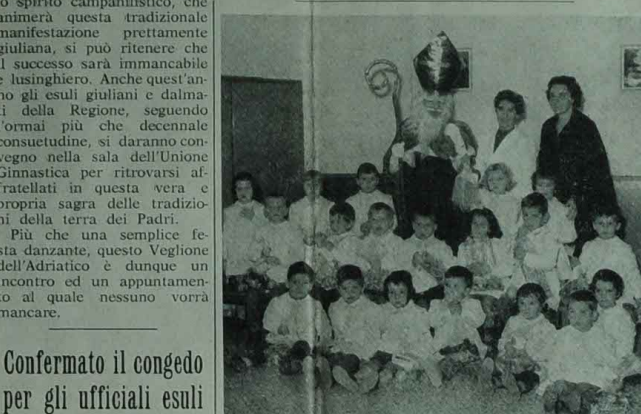 o spirito campanilistico, che
animerà questa tradizionale
manifestazione prettamente
giuliana, si può ritenere che
il successo sarà immancabile
e lusinghiero. Anche quest'an-
no gli esuli giuliani e dalma-
ti della Regione, seguendo
l'ormai più che decennale
consuetudine, si daranno con-
vegno nella sala dell'Unione
Ginnastica per ritrovarsi af-
fratellati in questa vera e
propria sagra delle tradizio-
ni della terra dei Padri.
Più che una semplice fe-
sta danzante, questo Veglione
dell'Adriatico è dunque un
incontro ed un appuntamen-
to al quale nessuno vorrà
mancare.
Confermato il congedo
per gli ufficiali esuli